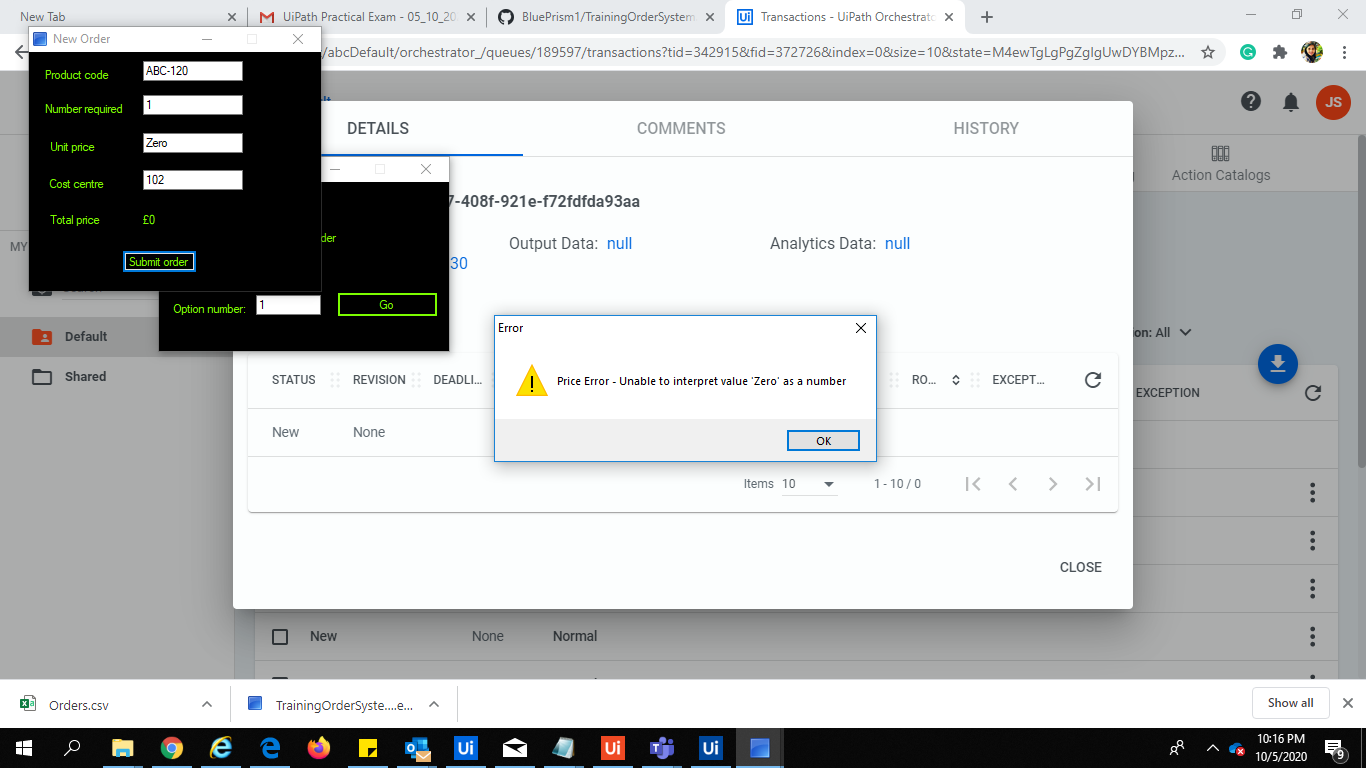 New Tab
UiPath Practical Exam - 05_10_20
BluePrism1/TrainingOrderSystem
Transactions - UiPath Orchestrato
/abcDefault/orchestrator_/queues/189597/transactions?tid=342915&fid=372726&index=0&size=10&state=M4ewTgLgPgZgIgUwDYBMpz...
New Order
Product code
ABC-120
Number required
1
Unit price
Zero
Cost centre
102
Total price
£0
Submit order
der
Option number:
1
Go
JS
DETAILS
COMMENTS
HISTORY
Action Catalogs
7-408f-921e-f72fdfda93aa
Output Data: null
Analytics Data: null
30
MY
Default
Shared
on: All
Error
Price Error - Unable to interpret value 'Zero' as a number
OK
STATUS
REVISION
DEADLI...
RO...
EXCEPT...
EXCEPTION
New
None
Items
10
1 - 10 / 0
CLOSE
New
None
Normal
Orders.csv
TrainingOrderSyste....e...
Show all
10:16 PM
10/5/2020
9